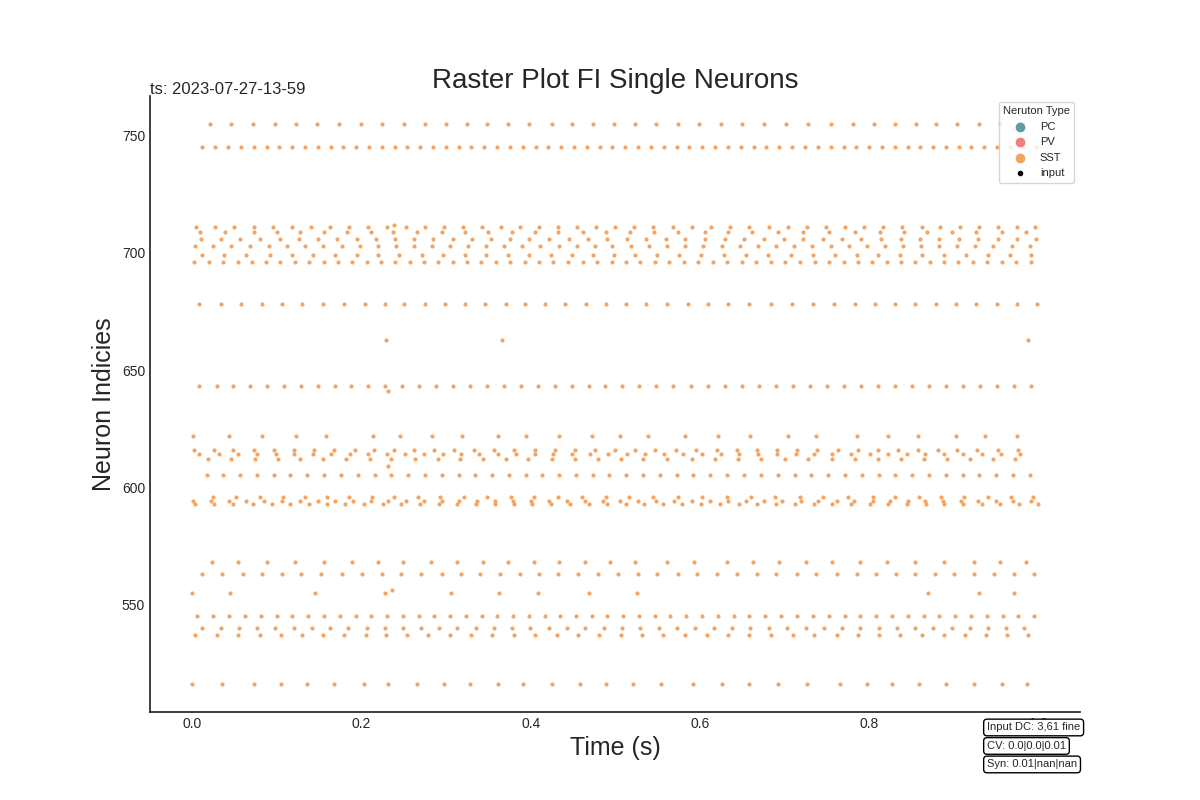 Raster Plot FI Single Neurons
ts: 2023-07-27-13-59
Neruton Type
PC
PV
SST
input
Neuron Indicies
750
700
650
600
550
0.0
0.2
0.4
0.6
0.8
Time (s)
Input DC: 3,61 fine
CV: 0.0|0.0|0.01
Syn: 0.01|nan|nan